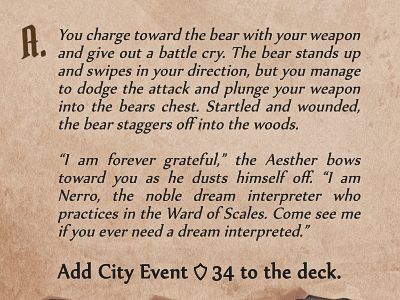 A. You charge toward the bear with your weapon
and give out a battle cry. The bear stands up
and swipes in your direction, but you manage
to dodge the attack and plunge your weapon
into the bears chest. Startled and wounded,
the bear staggers off into the woods.
“I am forever grateful,” the Aesther bows
toward you as he dusts himself off. “I am
Nerro, the noble dream interpreter who
practices in the Ward of Scales. Come see me
if you ever need a dream interpreted.”
Add City Event 34 to the deck.